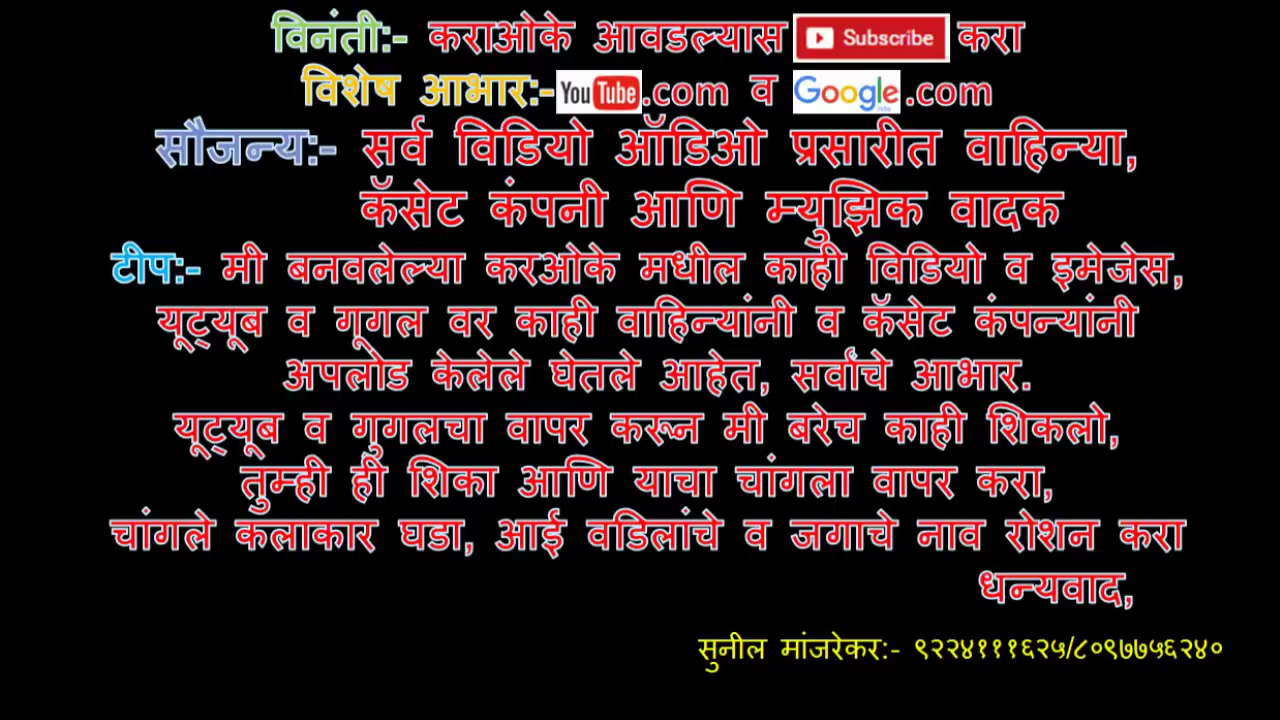 विनंती:- कराओके आवडल्यास Subscribe करा
विशेष आभार:- YouTube.com व Google.com
सौजन्य:- सर्व विडियो ऑडिओ प्रसारीत वाहिन्या,
कॅसेट कंपनी आणि म्युझिक वादक
टीप:- मी बनवलेल्या करओके मधील काही विडियो व इमेजेस,
यूट्यूब व गूगल वर काही वाहिन्यांनी व कॅसेट कंपन्यांनी
अपलोड केलेले घेतले आहेत, सर्वांचे आभार.
यूट्यूब व गुगलचा वापर करून मी बरेच काही शिकलो,
तुम्ही ही शिका आणि याचा चांगला वापर करा,
चांगले कलाकार घडा, आई वडिलांचे व जगाचे नाव रोशन करा
धन्यवाद,
सुनील मांजरेकर:- ९२२४१११६२५/८०९७७५६२४०